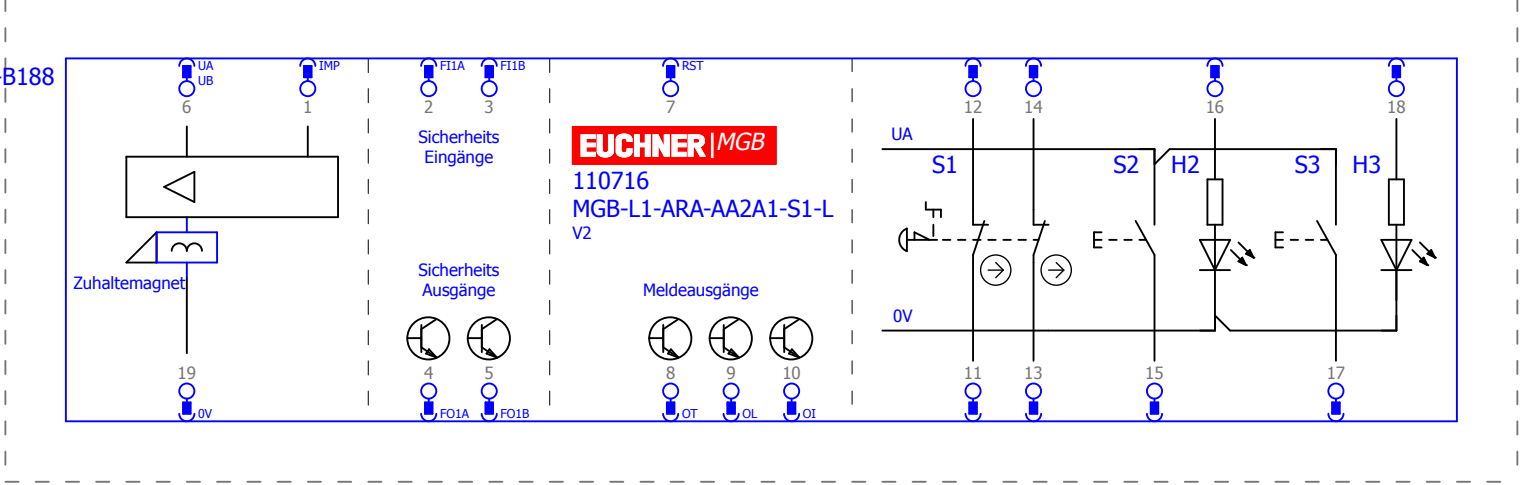 -B188
UA
UB
IMP
FI1A
FI1B
RST
6
1
2
3
7
12
14
16
18
Sicherheits
Eingänge
EUCHNER|MGB
110716
MGB-L1-ARA-AA2A1-S1-L
V2
UA
S1
S2
H2
S3
H3
Zuhaltemagnet
Sicherheits
Ausgänge
Meldeausgänge
0V
19
4
5
8
9
10
11
13
15
17
0V
FO1A
FO1B
OT
OL
OI